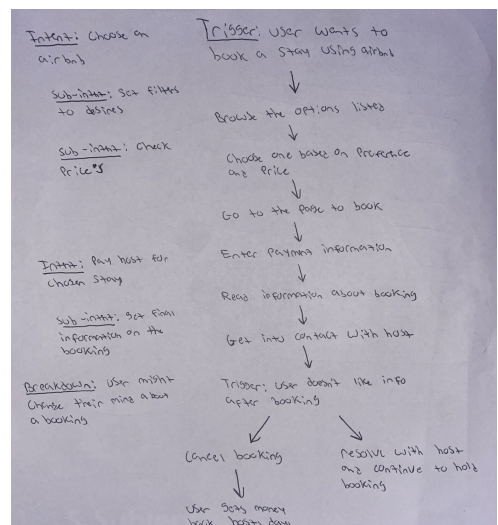 Intent: Choose an
airbnb
sub-intent: Set filters
to desires
sub-intent: Check
Price's
Intent: Pay host for
chosen stay
sub-intent: Get final
information on the
booking
Breakdown: User might
change their mind about
a booking
Trigger: User wants to
book a stay using airbnb
Browse the options listed
Choose one based on Preference
and Price
Go to the page to book
Enter payment information
Read information about booking
Get into contact with host
Trigger: User doesn't like info
after booking
Cancel booking
resolve with host
and continue to hold
booking
User gets money
back, hosts